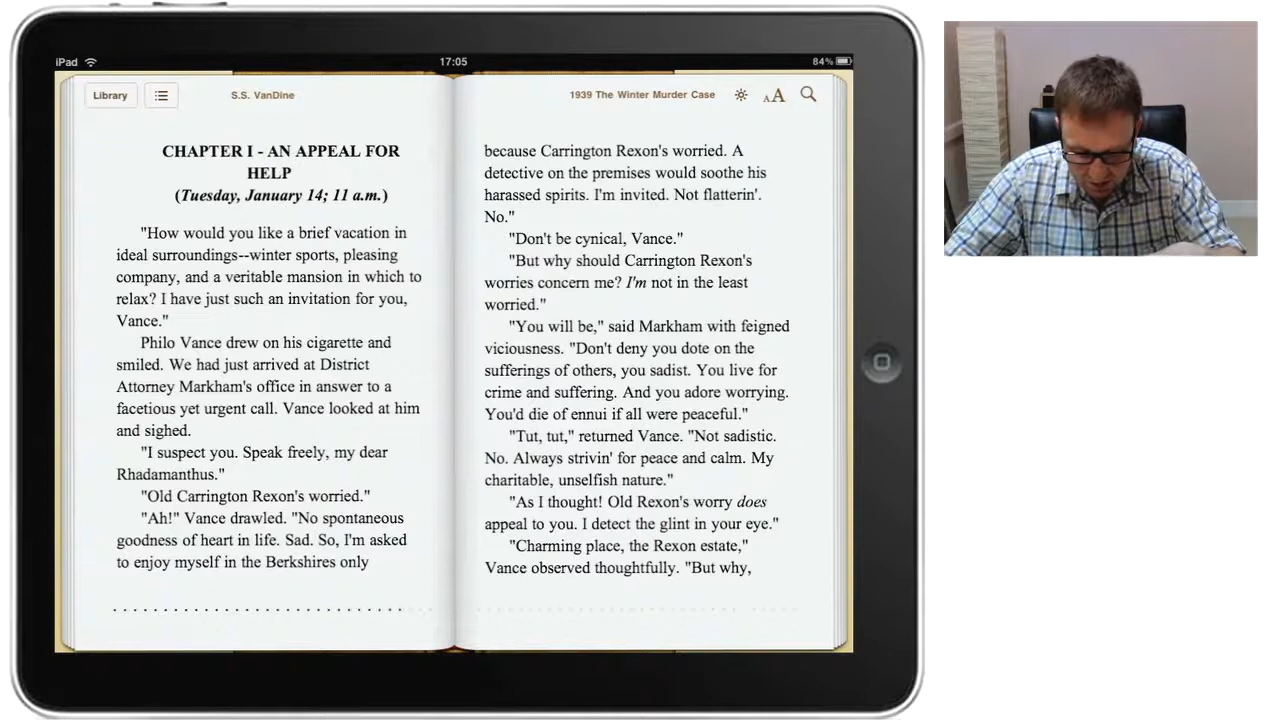 iPad 17:05 84%
Library S.S. VanDine 1939 The Winter Murder Case AA
CHAPTER I - AN APPEAL FOR
HELP
(Tuesday, January 14; 11 a.m.)
"How would you like a brief vacation in
ideal surroundings--winter sports, pleasing
company, and a veritable mansion in which to
relax? I have just such an invitation for you,
Vance."
Philo Vance drew on his cigarette and
smiled. We had just arrived at District
Attorney Markham's office in answer to a
facetious yet urgent call. Vance looked at him
and sighed.
"I suspect you. Speak freely, my dear
Rhadamanthus."
"Old Carrington Rexon's worried."
"Ah!" Vance drawled. "No spontaneous
goodness of heart in life. Sad. So, I'm asked
to enjoy myself in the Berkshires only
because Carrington Rexon's worried. A
detective on the premises would soothe his
harassed spirits. I'm invited. Not flatterin'.
No."
"Don't be cynical, Vance."
"But why should Carrington Rexon's
worries concern me? I'm not in the least
worried."
"You will be," said Markham with feigned
viciousness. "Don't deny you dote on the
sufferings of others, you sadist. You live for
crime and suffering. And you adore worrying.
You'd die of ennui if all were peaceful."
"Tut, tut," returned Vance. "Not sadistic.
No. Always strivin' for peace and calm. My
charitable, unselfish nature."
"As I thought! Old Rexon's worry does
appeal to you. I detect the glint in your eye."
"Charming place, the Rexon estate,"
Vance observed thoughtfully. "But why,